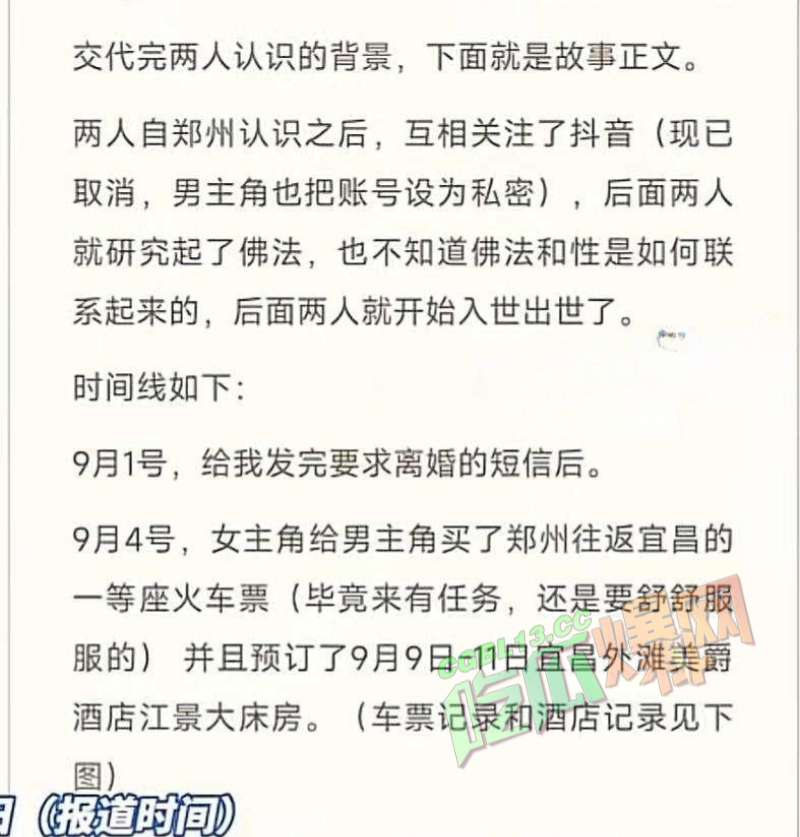 交代完两人认识的背景，下面就是故事正文。
两人自郑州认识之后，互相关注了抖音（现已
取消，男主角也把账号设为私密），后面两人
就研究起了佛法，也不知道佛法和性是如何联
系起来的，后面两人就开始入世出世了。
时间线如下：
9月1号，给我发完要求离婚的短信后。
9月4号，女主角给男主角买了郑州往返宜昌的
一等座火车票（毕竟来有任务，还是要舒舒服
服的） 并且预订了9月9日-11日宜昌外滩美爵
酒店江景大床房。（车票记录和酒店记录见下
图）
吃瓜爆网
日（报道时间）